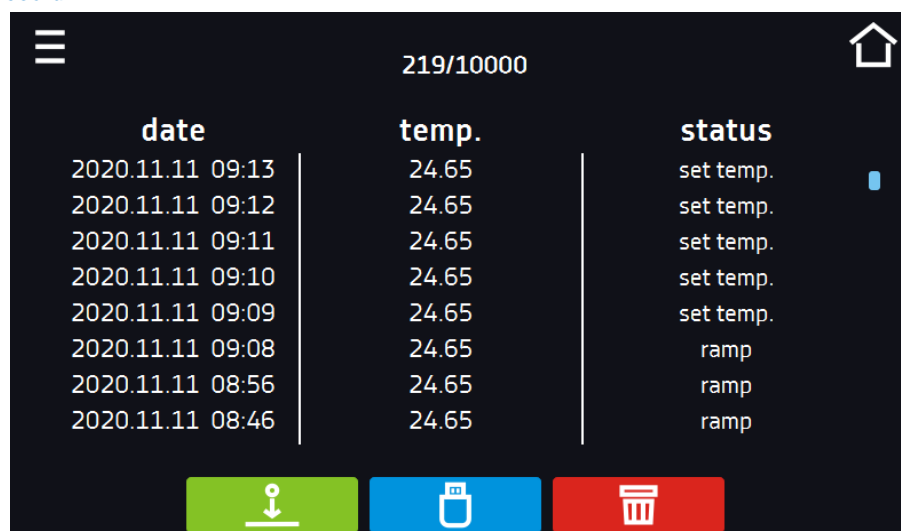 219/10000
date temp. status
2020.11.11 09:13 24.65 set temp.
2020.11.11 09:12 24.65 set temp.
2020.11.11 09:11 24.65 set temp.
2020.11.11 09:10 24.65 set temp.
2020.11.11 09:09 24.65 set temp.
2020.11.11 09:08 24.65 ramp
2020.11.11 08:56 24.65 ramp
2020.11.11 08:46 24.65 ramp